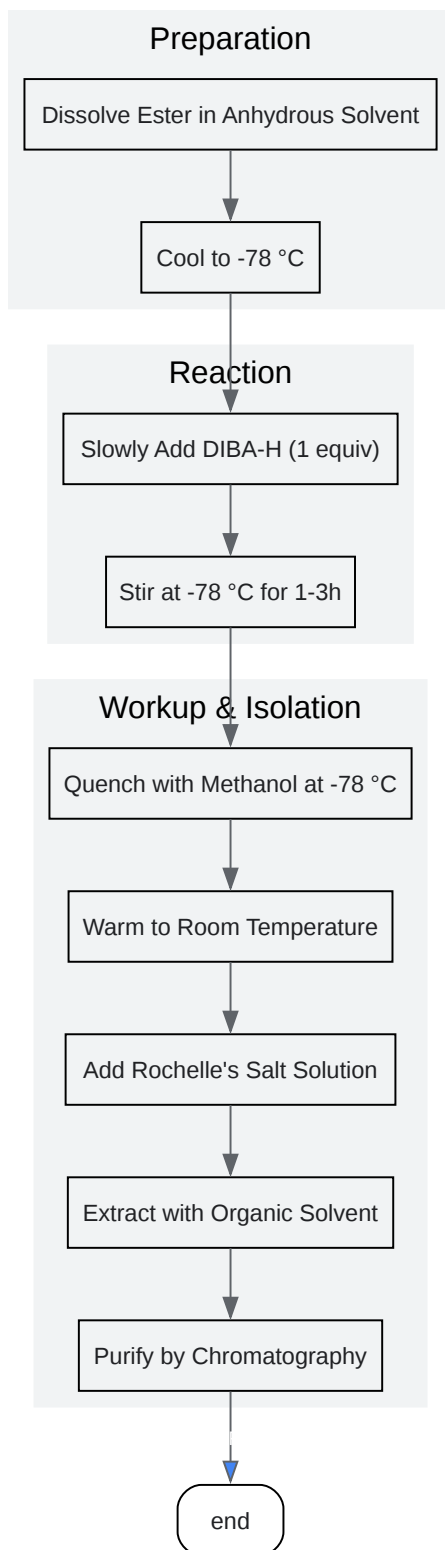 Preparation
Dissolve Ester in Anhydrous Solvent
Cool to -78 °C
Reaction
Slowly Add DIBA-H (1 equiv)
Stir at -78 °C for 1-3h
Workup & Isolation
Quench with Methanol at -78 °C
Warm to Room Temperature
Add Rochelle's Salt Solution
Extract with Organic Solvent
Purify by Chromatography
end